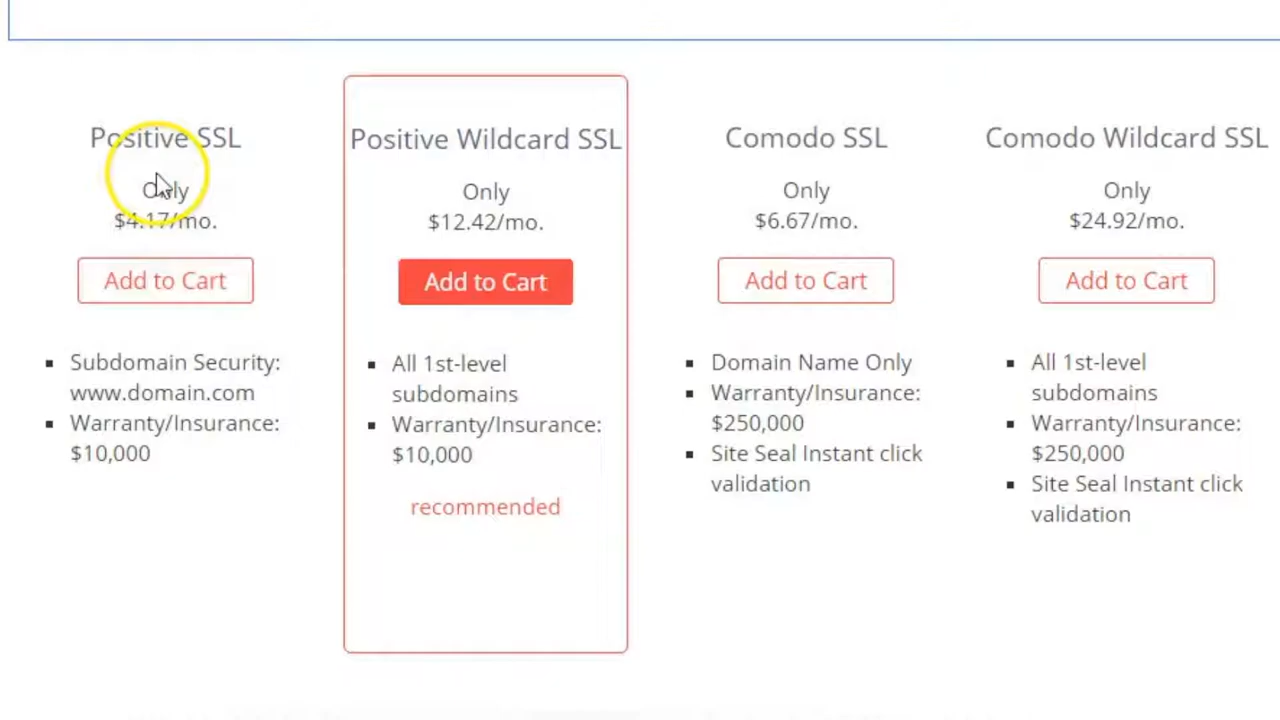 Positive SSL
Only
$4.17/mo.
Add to Cart
Subdomain Security:
www.domain.com
Warranty/Insurance:
$10,000
Positive Wildcard SSL
Only
$12.42/mo.
Add to Cart
All 1st-level
subdomains
Warranty/Insurance:
$10,000
recommended
Comodo SSL
Only
$6.67/mo.
Add to Cart
Domain Name Only
Warranty/Insurance:
$250,000
Site Seal Instant click
validation
Comodo Wildcard SSL
Only
$24.92/mo.
Add to Cart
All 1st-level
subdomains
Warranty/Insurance:
$250,000
Site Seal Instant click
validation